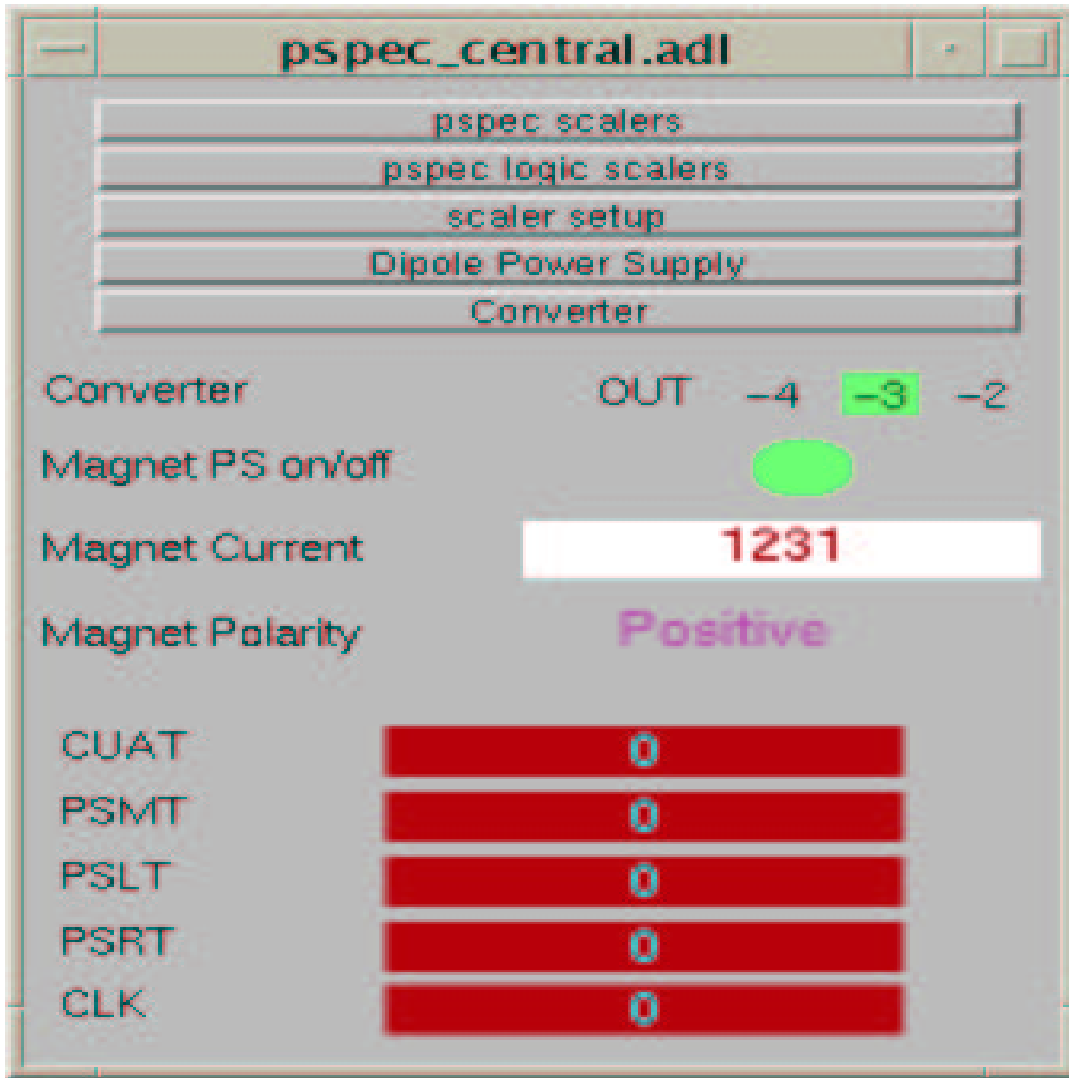 pspec_central.adl
pspec scalers
pspec logic scalers
scaler setup
Dipole Power Supply
Converter
Converter OUT -4 -3 -2
Magnet PS on/off
Magnet Current 1231
Magnet Polarity Positive
CUAT 0
PSMT 0
PSLT 0
PSRT 0
CLK 0